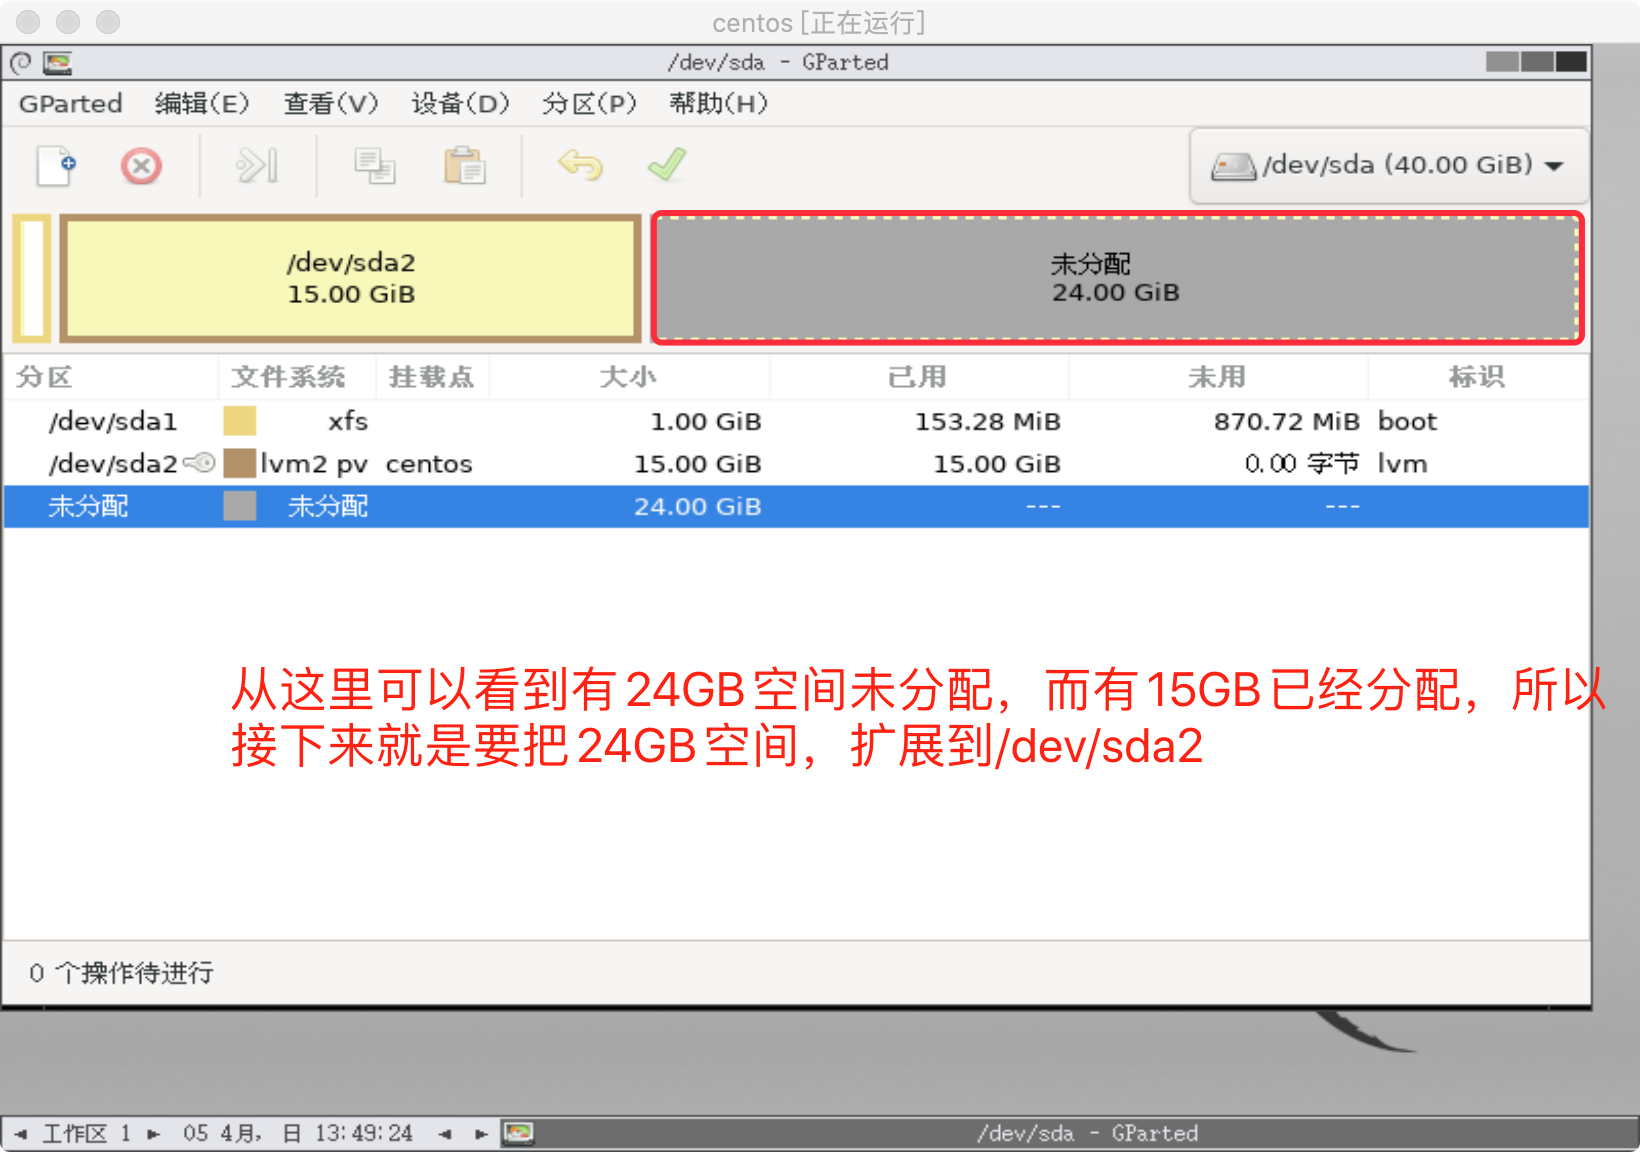 centos [正在运行]
/dev/sda - GParted
GParted 编辑(E) 查看(V) 设备(D) 分区(P) 帮助(H)
/dev/sda (40.00 GiB)
/dev/sda2
15.00 GiB
未分配
24.00 GiB
分区 文件系统 挂载点 大小 已用 未用 标识
/dev/sda1 xfs 1.00 GiB 153.28 MiB 870.72 MiB boot
/dev/sda2 lvm2 pv centos 15.00 GiB 15.00 GiB 0.00 字节 lvm
未分配 未分配 24.00 GiB --- ---
从这里可以看到有24GB空间未分配，而有15GB已经分配，所以
接下来就是要把24GB空间，扩展到/dev/sda2
0 个操作待进行
工作区 1 05 4月, 日 13:49:24 /dev/sda - GParted